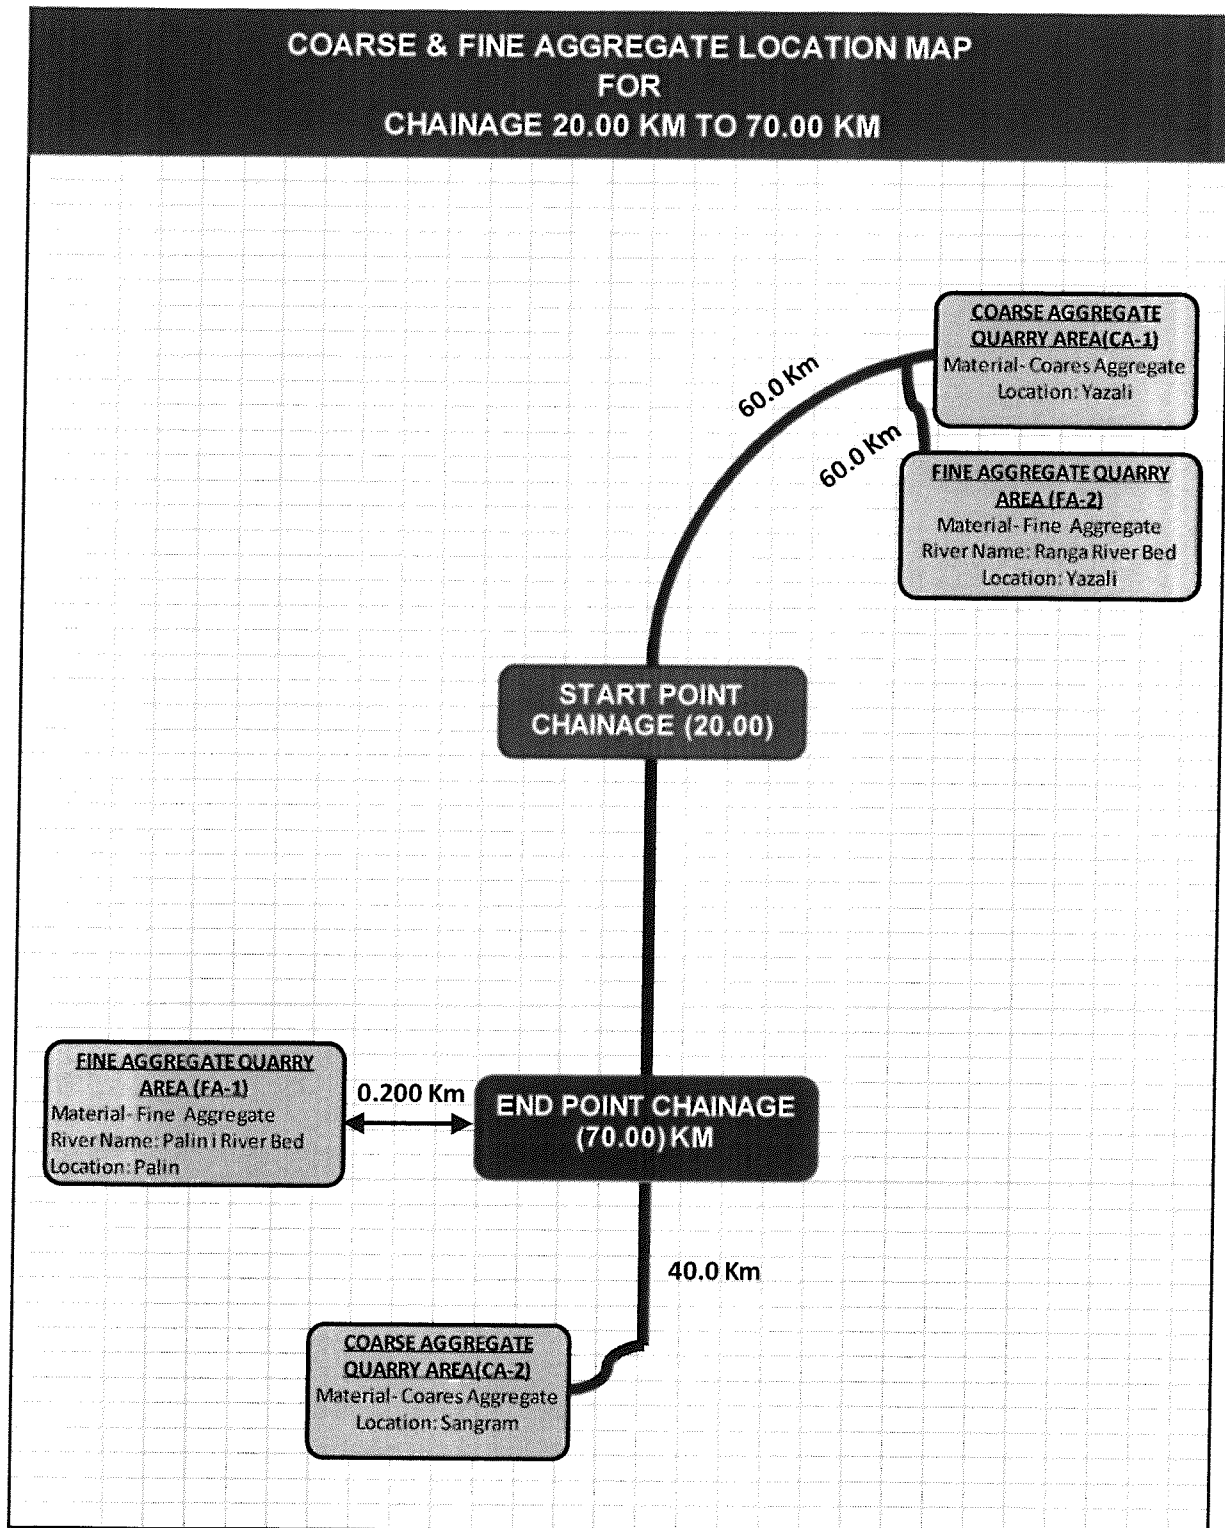 COARSE & FINE AGGREGATE LOCATION MAP
FOR
CHAINAGE 20.00 KM TO 70.00 KM
COARSE AGGREGATE
QUARRY AREA(CA-1)
Material- Coares Aggregate
Location: Yazali
60.0 Km
60.0 Km
FINE AGGREGATE QUARRY
AREA (FA-2)
Material- Fine Aggregate
River Name: Ranga River Bed
Location: Yazali
START POINT
CHAINAGE (20.00)
FINE AGGREGATE QUARRY
AREA (FA-1)
Material- Fine Aggregate
River Name: Palin i River Bed
Location: Palin
0.200 Km
END POINT CHAINAGE
(70.00) KM
40.0 Km
COARSE AGGREGATE
QUARRY AREA(CA-2)
Material- Coares Aggregate
Location: Sangram